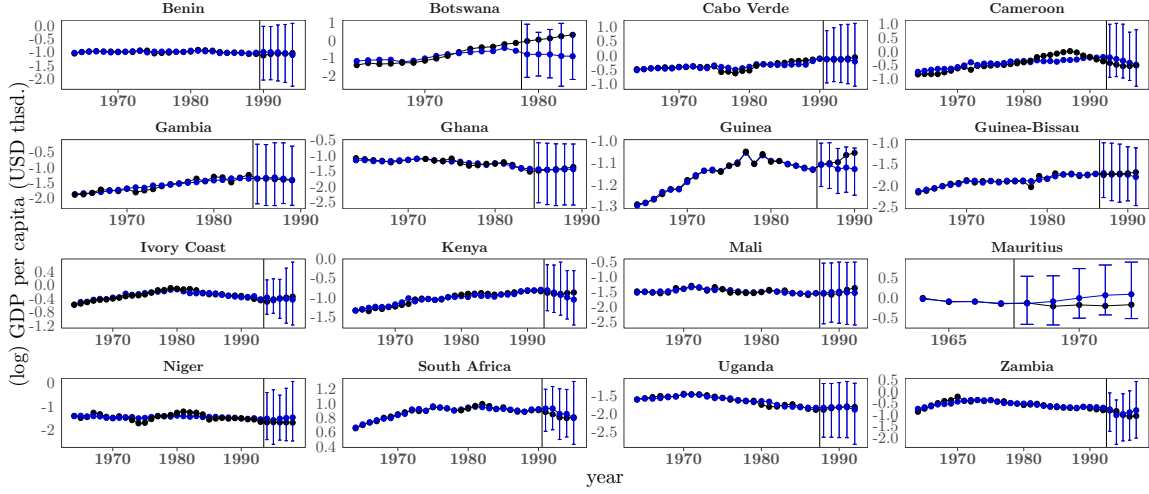 Benin Botswana Cabo Verde Cameroon
0.0 -0.5 -1.0 -1.5 -2.0
1 0 -1 -2
1.0 0.5 0.0 -0.5 -1.0
1.0 0.5 0.0 -0.5 -1.0
1970 1980 1990 1970 1980 1970 1980 1990 1970 1980 1990
Gambia Ghana Guinea Guinea-Bissau
-0.5 -1.0 -1.5 -2.0
-0.5 -1.0 -1.5 -2.0 -2.5
-1.0 -1.1 -1.2 -1.3
-1.0 -1.5 -2.0 -2.5
1970 1980 1990 1970 1980 1990 1970 1980 1990 1970 1980 1990
Ivory Coast Kenya Mali Mauritius
0.4 0.0 -0.4 -0.8 -1.2
0.0 -0.5 -1.0 -1.5
-0.5 -1.0 -1.5 -2.0 -2.5
0.5 0.0 -0.5
1970 1980 1990 1970 1980 1990 1970 1980 1990 1965 1970
Niger South Africa Uganda Zambia
0 -1 -2
1.2 1.0 0.8 0.6 0.4
-1.5 -2.0 -2.5
0.5 0.0 -0.5 -1.0 -1.5 -2.0
1970 1980 1990 1970 1980 1990 1970 1980 1990 1970 1980 1990
(log) GDP per capita (USD thsd.)
year